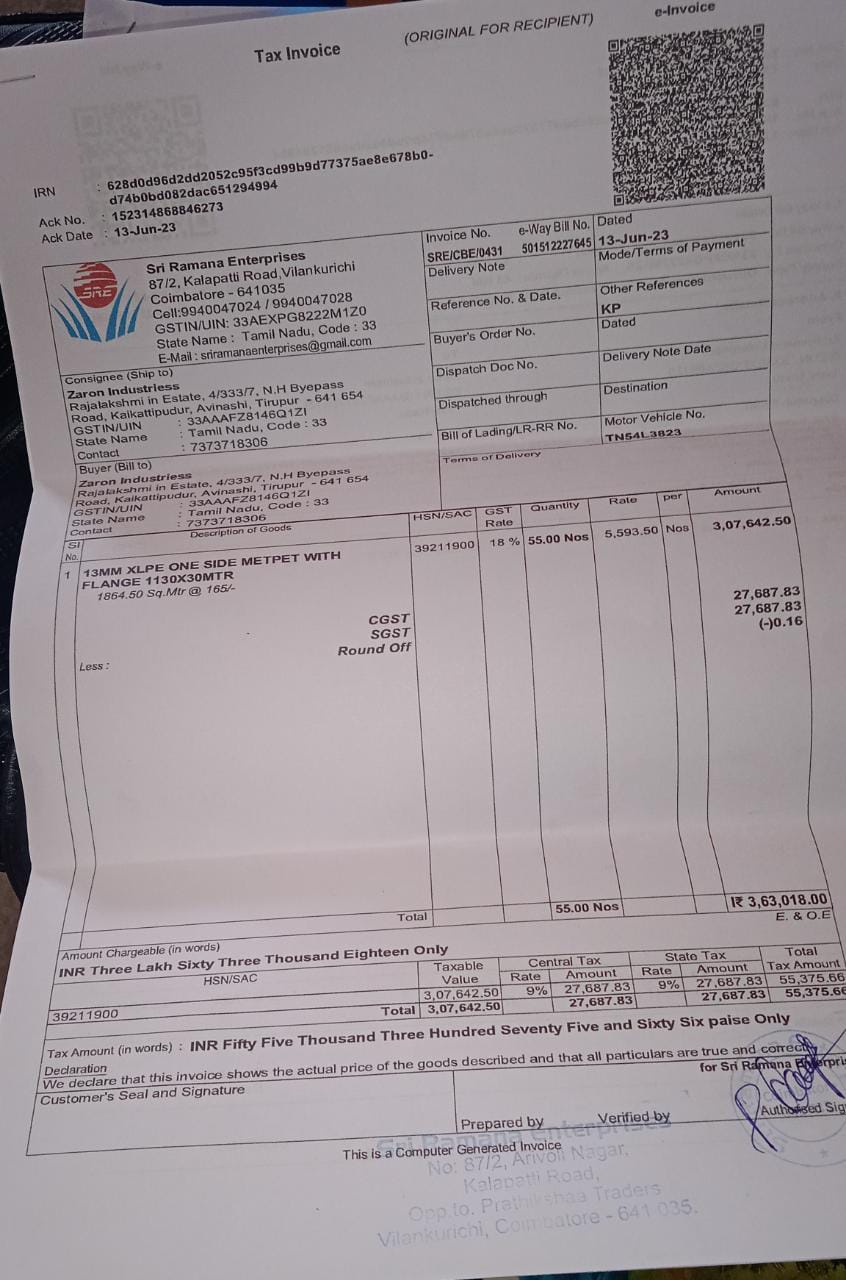 Tax Invoice
(ORIGINAL FOR RECIPIENT)
e-Invoice
IRN : 628d0d96d2dd2052c95f3cd99b9d77375ae8e678b0-
d74b0bd082dac651294994
Ack No. : 152314868846273
Ack Date : 13-Jun-23
SRE
Sri Ramana Enterprises
87/2, Kalapatti Road,Vilankurichi
Coimbatore - 641035
Cell:9940047024 / 9940047028
GSTIN/UIN: 33AEXPG8222M1Z0
State Name : Tamil Nadu, Code : 33
E-Mail : sriramanaenterprises@gmail.com
Invoice No. e-Way Bill No. Dated
SRE/CBE/0431 501512227645 13-Jun-23
Delivery Note Mode/Terms of Payment
Reference No. & Date. Other References
KP
Buyer's Order No. Dated
Dispatch Doc No. Delivery Note Date
Dispatched through Destination
Bill of Lading/LR-RR No. Motor Vehicle No.
TN54L3823
Terms of Delivery
Consignee (Ship to)
Zaron Industriess
Rajalakshmi in Estate, 4/333/7, N.H Byepass
Road, Kaikattipudur, Avinashi, Tirupur - 641 654
GSTIN/UIN : 33AAAFZ8146Q1ZI
State Name : Tamil Nadu, Code : 33
Contact : 7373718306
Buyer (Bill to)
Zaron Industriess
Rajalakshmi in Estate, 4/333/7, N.H Byepass
Road, Kaikattipudur, Avinashi, Tirupur - 641 654
GSTIN/UIN : 33AAAFZ8146Q1ZI
State Name : Tamil Nadu, Code : 33
Contact : 7373718306
Sl No. Description of Goods HSN/SAC GST Rate Quantity Rate per Amount
1 13MM XLPE ONE SIDE METPET WITH 39211900 18 % 55.00 Nos 5,593.50 Nos 3,07,642.50
FLANGE 1130X30MTR
1864.50 Sq.Mtr @ 165/-
CGST 27,687.83
SGST 27,687.83
Less : Round Off (-)0.16
Total 55.00 Nos I₹ 3,63,018.00
E. & O.E
Amount Chargeable (in words)
INR Three Lakh Sixty Three Thousand Eighteen Only
HSN/SAC Taxable Value Central Tax State Tax Total
Rate Amount Rate Amount Tax Amount
39211900 3,07,642.50 9% 27,687.83 9% 27,687.83 55,375.66
Total 3,07,642.50 27,687.83 27,687.83 55,375.66
Tax Amount (in words) : INR Fifty Five Thousand Three Hundred Seventy Five and Sixty Six paise Only
Declaration
We declare that this invoice shows the actual price of the goods described and that all particulars are true and correct.
for Sri Ramana Enterpri
Customer's Seal and Signature
Prepared by Verified by Authorised Sig
This is a Computer Generated Invoice
Sri Ramana Enterprises
No: 87/2, Arivoli Nagar,
Kalapatti Road,
Opp.to. Prathikshaa Traders
Vilankurichi, Coimbatore - 641 035.